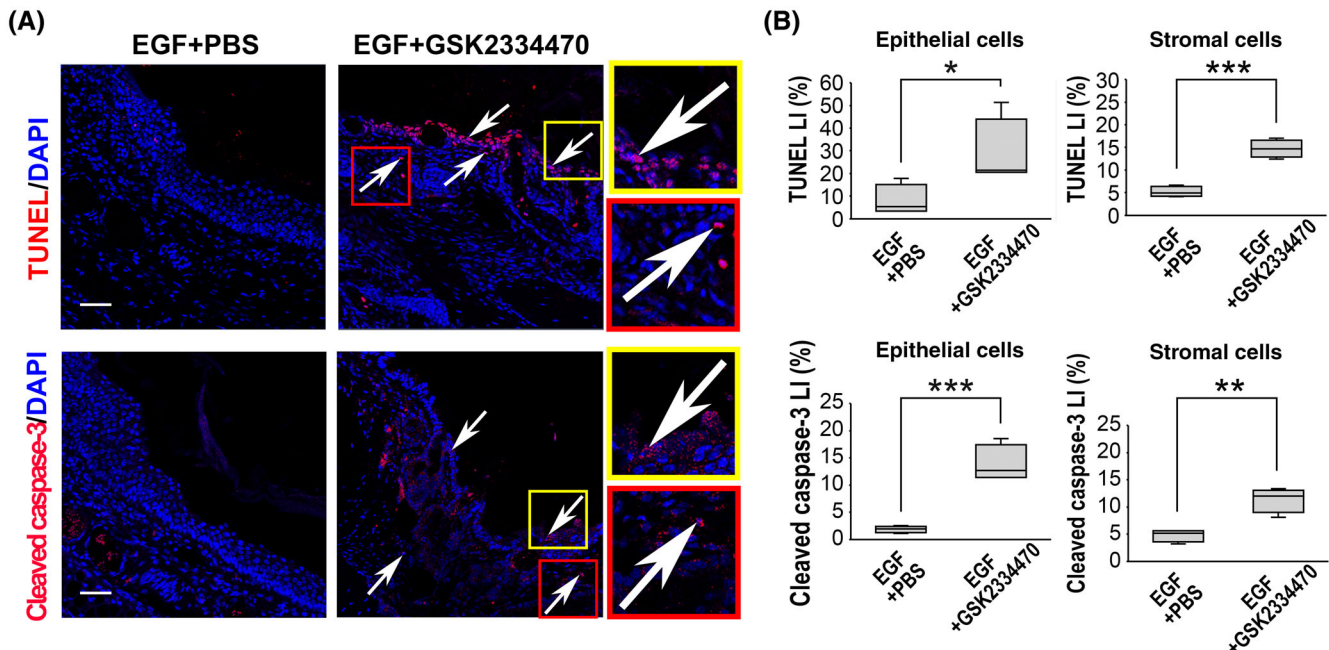 (A)
EGF+PBS
EGF+GSK2334470
TUNEL/DAPI
Cleaved caspase-3/DAPI
(B)
Epithelial cells
TUNEL LI (%)
60
50
40
30
20
10
0
*
EGF
+PBS
EGF
+GSK2334470
Stromal cells
TUNEL LI (%)
30
25
20
15
10
5
0
***
EGF
+PBS
EGF
+GSK2334470
Epithelial cells
Cleaved caspase-3 LI (%)
25
20
15
10
5
0
***
EGF
+PBS
EGF
+GSK2334470
Stromal cells
Cleaved caspase-3 LI (%)
25
20
15
10
5
0
**
EGF
+PBS
EGF
+GSK2334470